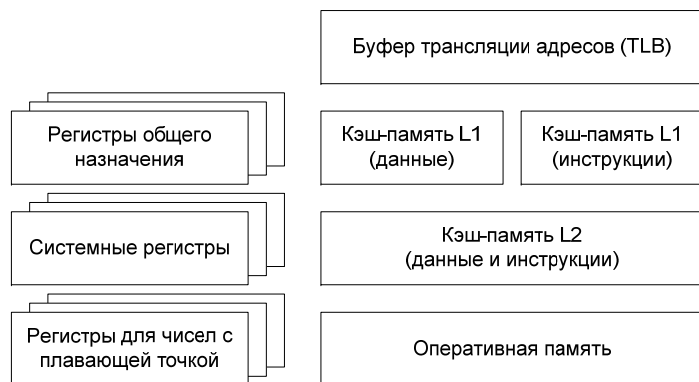 Буфер трансляции адресов (TLB)
Регистры общего
назначения
Кэш-память L1
(данные)
Кэш-память L1
(инструкции)
Системные регистры
Кэш-память L2
(данные и инструкции)
Регистры для чисел с
плавающей точкой
Оперативная память